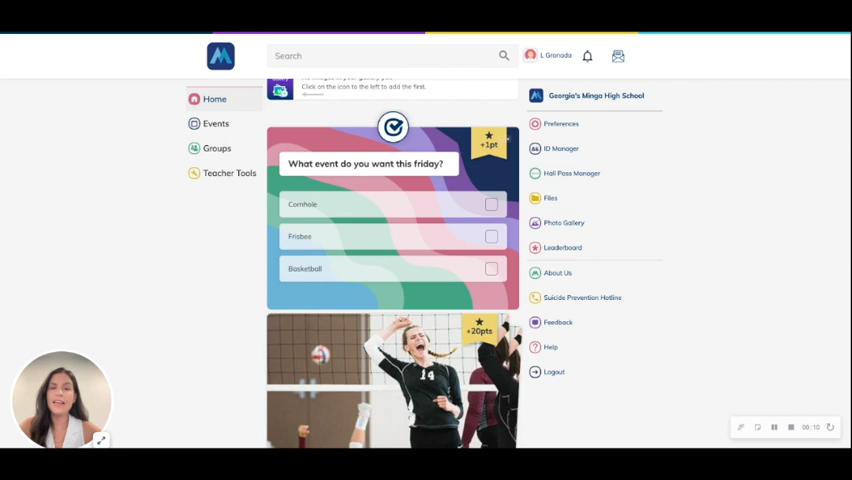 Search
L Granada
Click on the icon to the left to add the first.
Home
Events
Groups
Teacher Tools
+1pt
What event do you want this friday?
Cornhole
Frisbee
Basketball
+20pts
14
Georgia's Minga High School
Preferences
ID Manager
Hall Pass Manager
Files
Photo Gallery
Leaderboard
About Us
Suicide Prevention Hotline
Feedback
Help
Logout
00:10